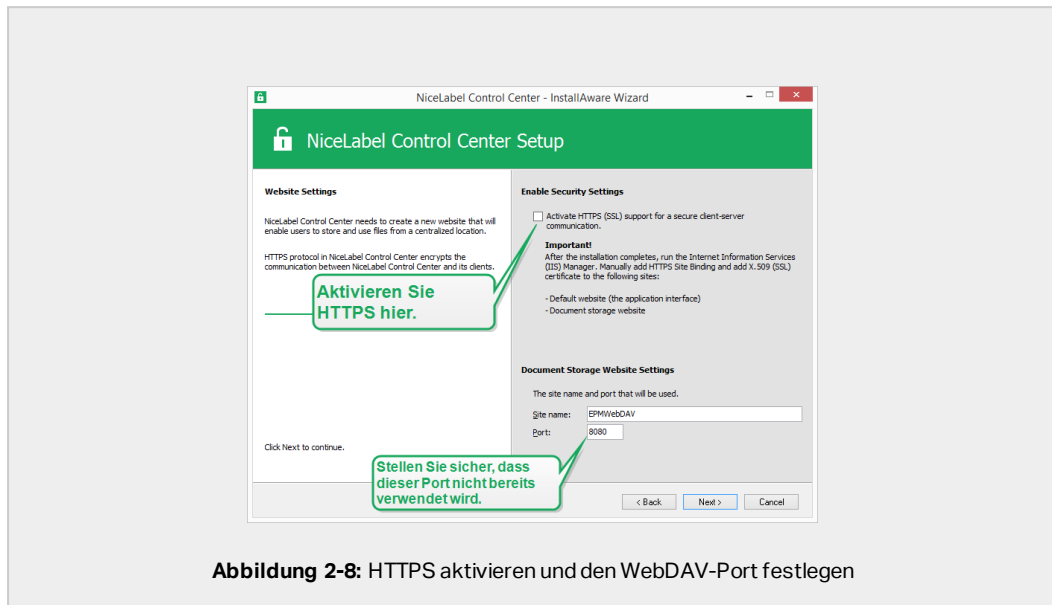 NiceLabel Control Center - InstallAware Wizard
NiceLabel Control Center Setup
Website Settings
NiceLabel Control Center needs to create a new website that will
enable users to store and use files from a centralized location.
HTTPS protocol in NiceLabel Control Center encrypts the
communication between NiceLabel Control Center and its clients.
Aktivieren Sie
HTTPS hier.
Click Next to continue.
Enable Security Settings
Activate HTTPS (SSL) support for a secure client-server
communication.
Important!
After the installation completes, run the Internet Information Services
(IIS) Manager. Manually add HTTPS Site Binding and add X.509 (SSL)
certificate to the following sites:
- Default website (the application interface)
- Document storage website
Document Storage Website Settings
The site name and port that will be used.
Site name: EPMWebDAV
Port: 8080
Stellen Sie sicher, dass
dieser Port nicht bereits
verwendet wird.
< Back Next > Cancel
Abbildung 2-8: HTTPS aktivieren und den WebDAV-Port festlegen